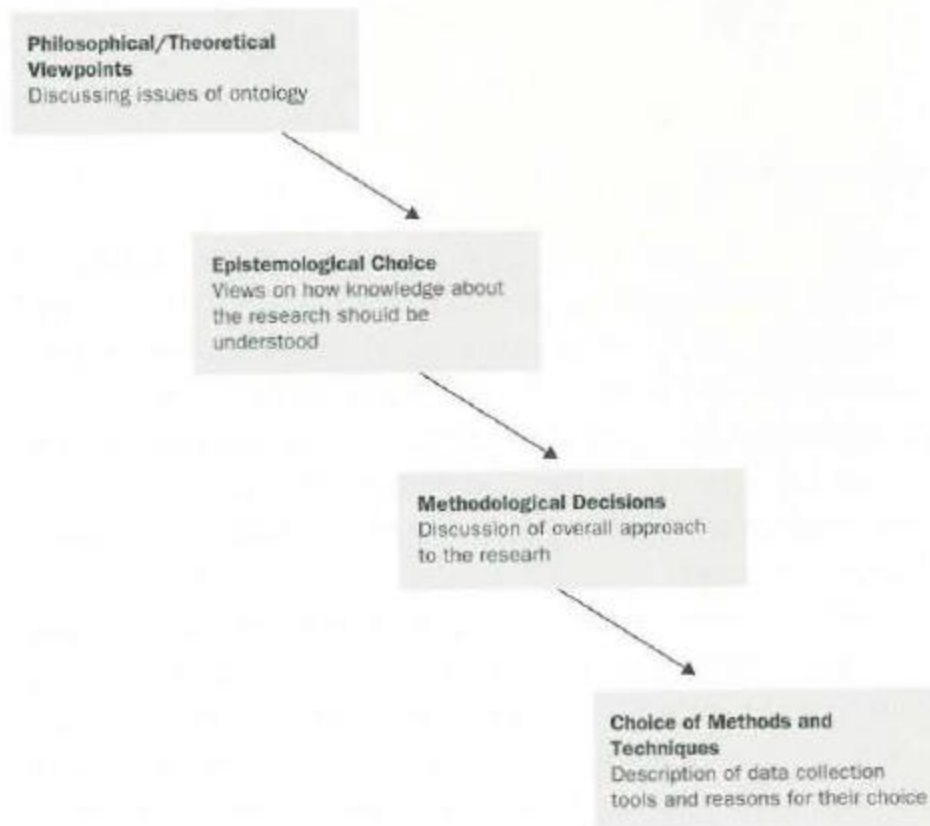 Philosophical/Theoretical
Viewpoints
Discussing issues of ontology
Epistemological Choice
Views on how knowledge about
the research should be
understood
Methodological Decisions
Discussion of overall approach
to the researh
Choice of Methods and
Techniques
Description of data collection
tools and reasons for their choice